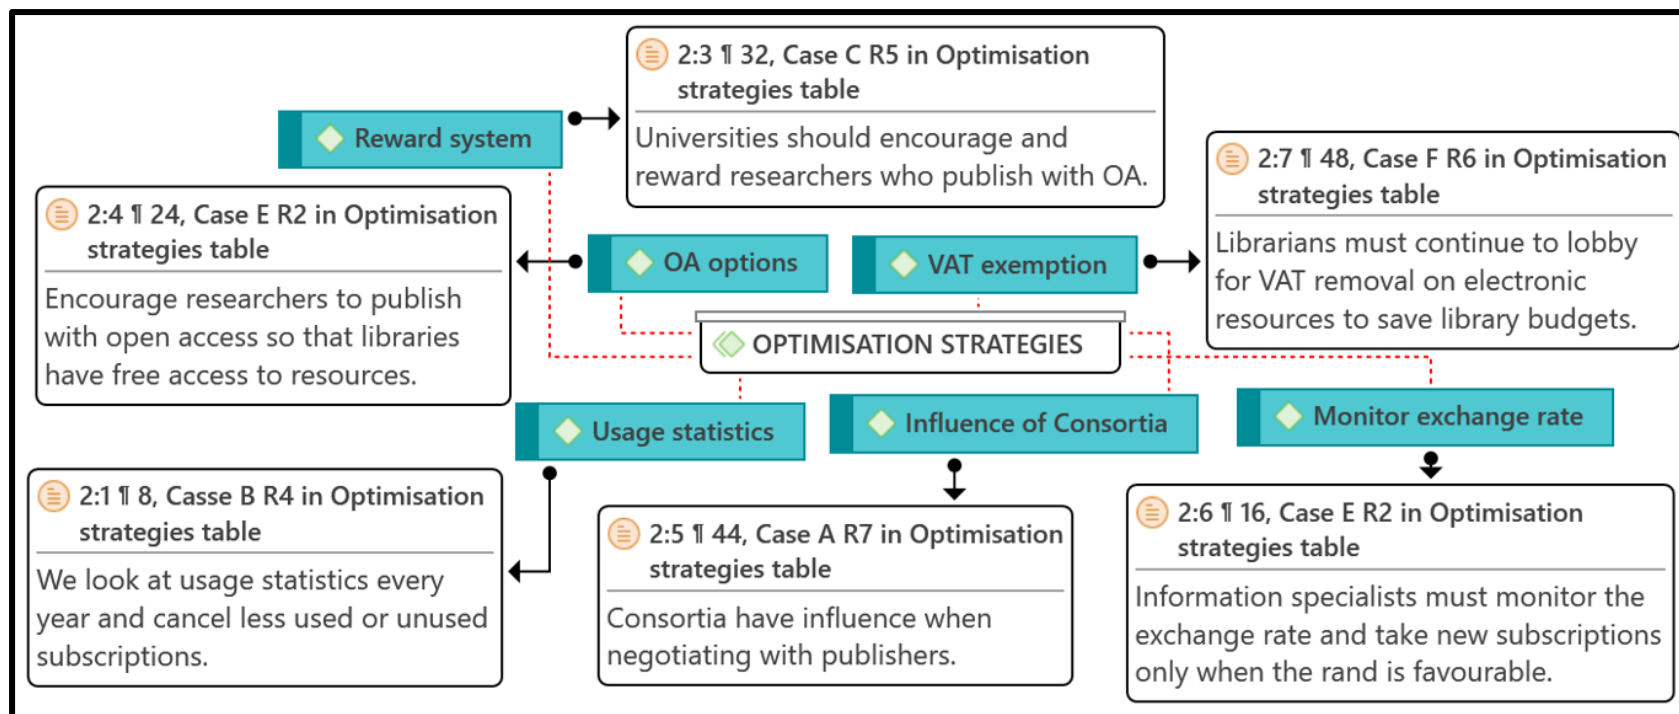 2:3 ¶ 32, Case C R5 in Optimisation
strategies table
Universities should encourage and
reward researchers who publish with OA.
Reward system
2:7 ¶ 48, Case F R6 in Optimisation
strategies table
Librarians must continue to lobby
for VAT removal on electronic
resources to save library budgets.
2:4 ¶ 24, Case E R2 in Optimisation
strategies table
Encourage researchers to publish
with open access so that libraries
have free access to resources.
OA options
VAT exemption
OPTIMISATION STRATEGIES
Usage statistics
Influence of Consortia
Monitor exchange rate
2:1 ¶ 8, Casse B R4 in Optimisation
strategies table
We look at usage statistics every
year and cancel less used or unused
subscriptions.
2:5 ¶ 44, Case A R7 in Optimisation
strategies table
Consortia have influence when
negotiating with publishers.
2:6 ¶ 16, Case E R2 in Optimisation
strategies table
Information specialists must monitor the
exchange rate and take new subscriptions
only when the rand is favourable.